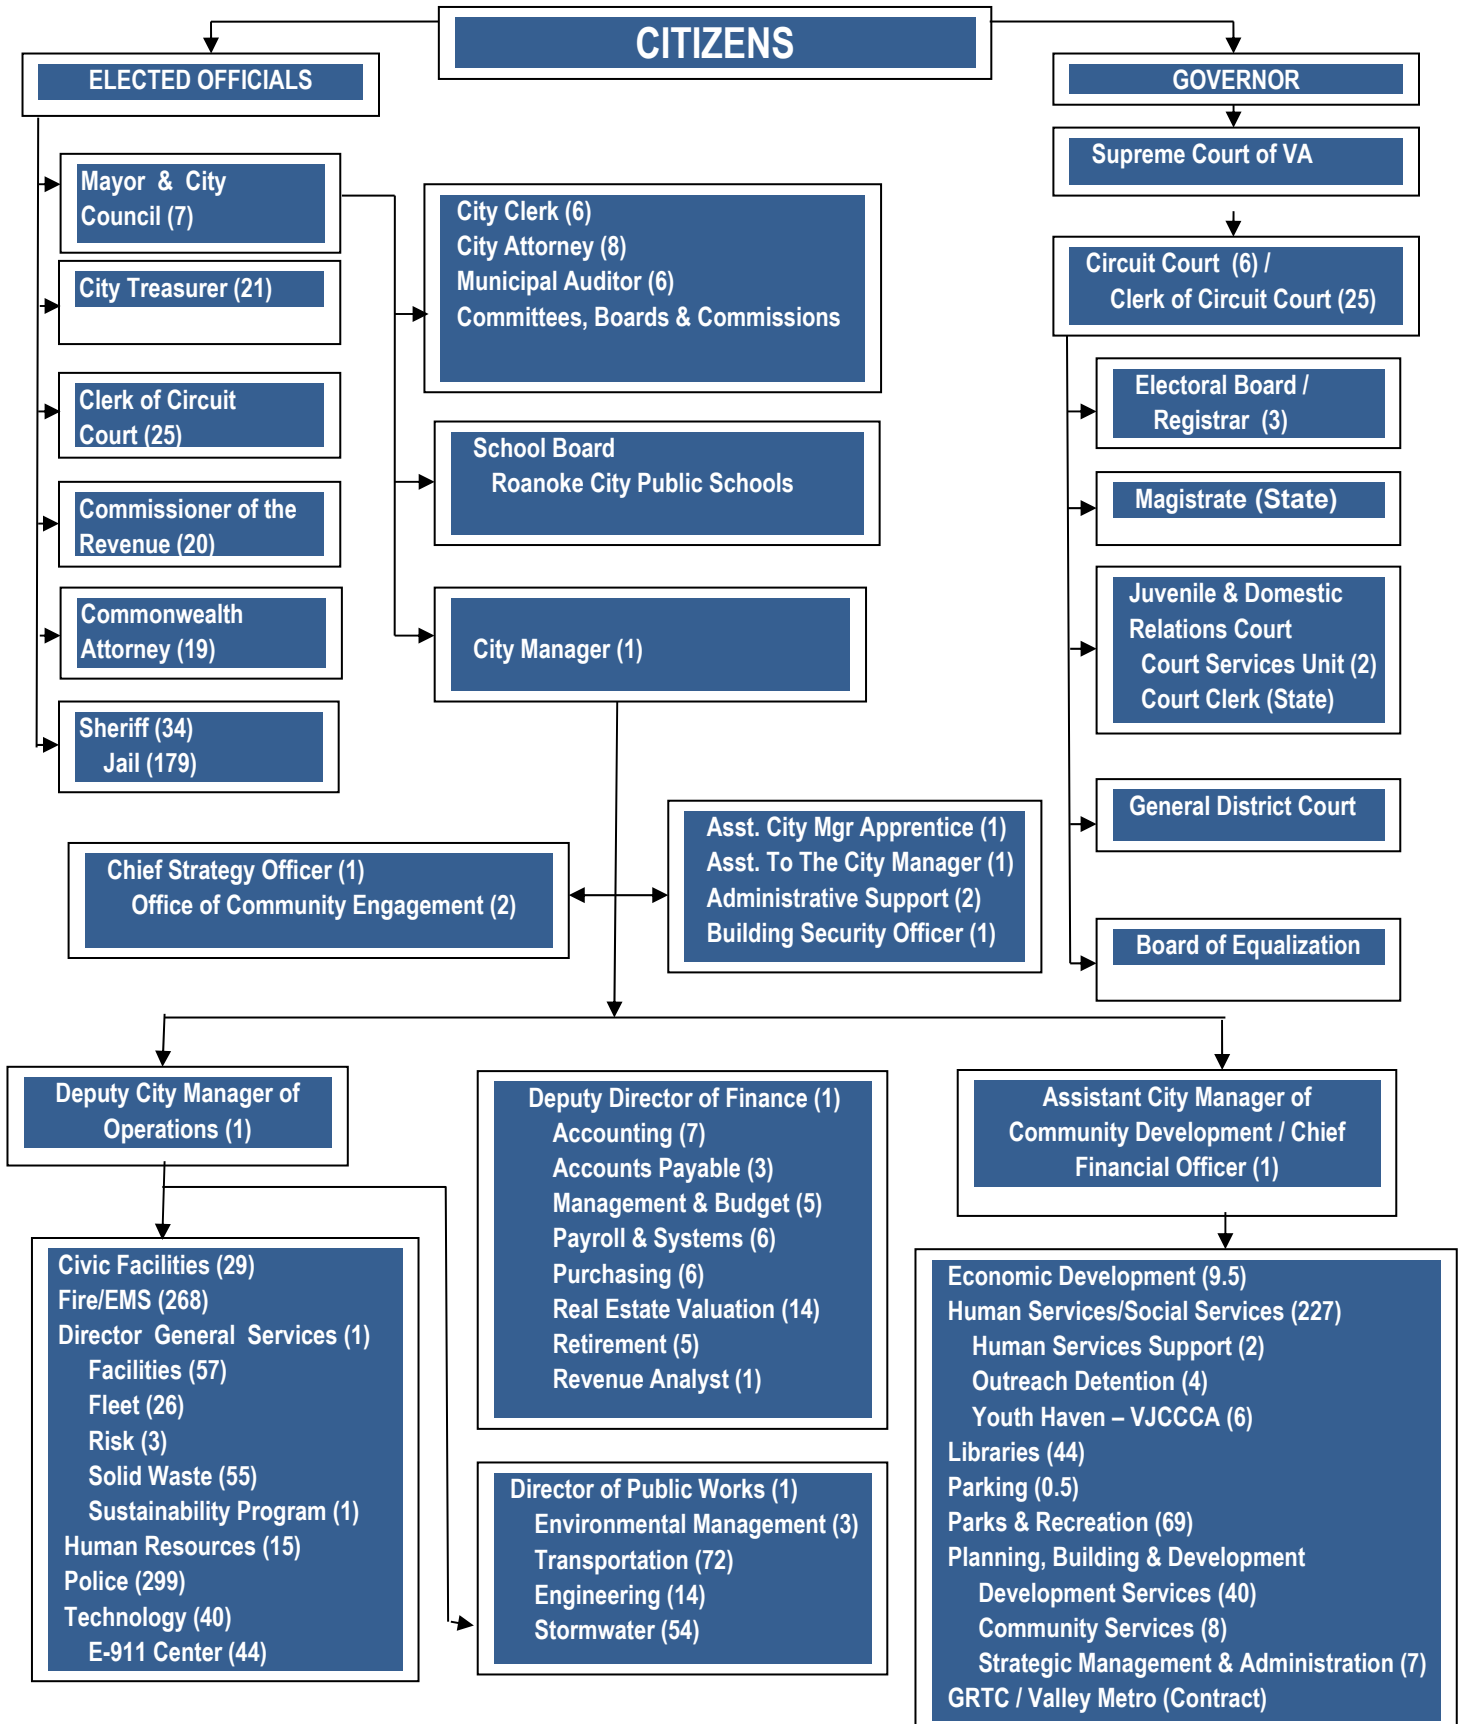 CITIZENS
ELECTED OFFICIALS
GOVERNOR
Supreme Court of VA
Mayor & City
Council (7)
City Treasurer (21)
Clerk of Circuit
Court (25)
Commissioner of the
Revenue (20)
Commonwealth
Attorney (19)
Sheriff (34)
Jail (179)
City Clerk (6)
City Attorney (8)
Municipal Auditor (6)
Committees, Boards & Commissions
School Board
Roanoke City Public Schools
City Manager (1)
Circuit Court (6) /
Clerk of Circuit Court (25)
Electoral Board /
Registrar (3)
Magistrate (State)
Juvenile & Domestic
Relations Court
Court Services Unit (2)
Court Clerk (State)
General District Court
Board of Equalization
Chief Strategy Officer (1)
Office of Community Engagement (2)
Asst. City Mgr Apprentice (1)
Asst. To The City Manager (1)
Administrative Support (2)
Building Security Officer (1)
Deputy City Manager of
Operations (1)
Civic Facilities (29)
Fire/EMS (268)
Director General Services (1)
Facilities (57)
Fleet (26)
Risk (3)
Solid Waste (55)
Sustainability Program (1)
Human Resources (15)
Police (299)
Technology (40)
E-911 Center (44)
Deputy Director of Finance (1)
Accounting (7)
Accounts Payable (3)
Management & Budget (5)
Payroll & Systems (6)
Purchasing (6)
Real Estate Valuation (14)
Retirement (5)
Revenue Analyst (1)
Director of Public Works (1)
Environmental Management (3)
Transportation (72)
Engineering (14)
Stormwater (54)
Assistant City Manager of
Community Development / Chief
Financial Officer (1)
Economic Development (9.5)
Human Services/Social Services (227)
Human Services Support (2)
Outreach Detention (4)
Youth Haven – VJCCCA (6)
Libraries (44)
Parking (0.5)
Parks & Recreation (69)
Planning, Building & Development
Development Services (40)
Community Services (8)
Strategic Management & Administration (7)
GRTC / Valley Metro (Contract)